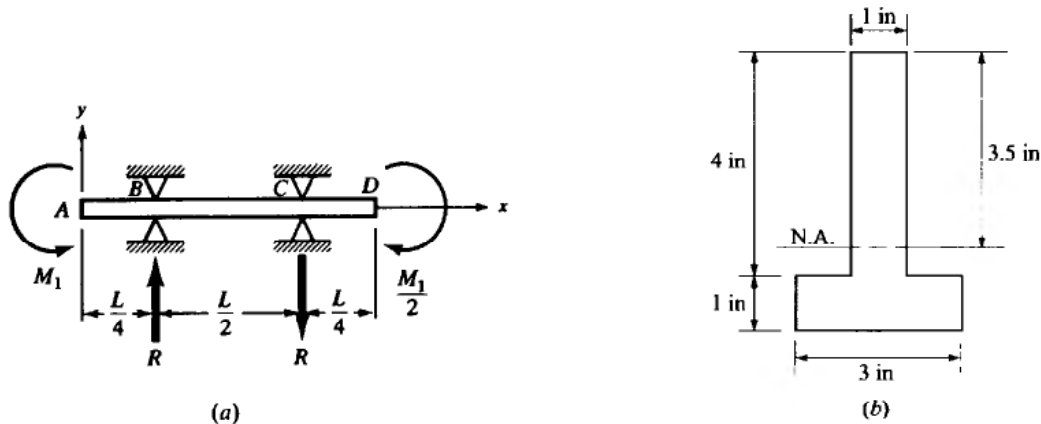 y
B
C
D
A
x
M₁
M₁/2
L/4
L/2
L/4
R
R
(a)
1 in
4 in
3.5 in
N.A.
1 in
3 in
(b)